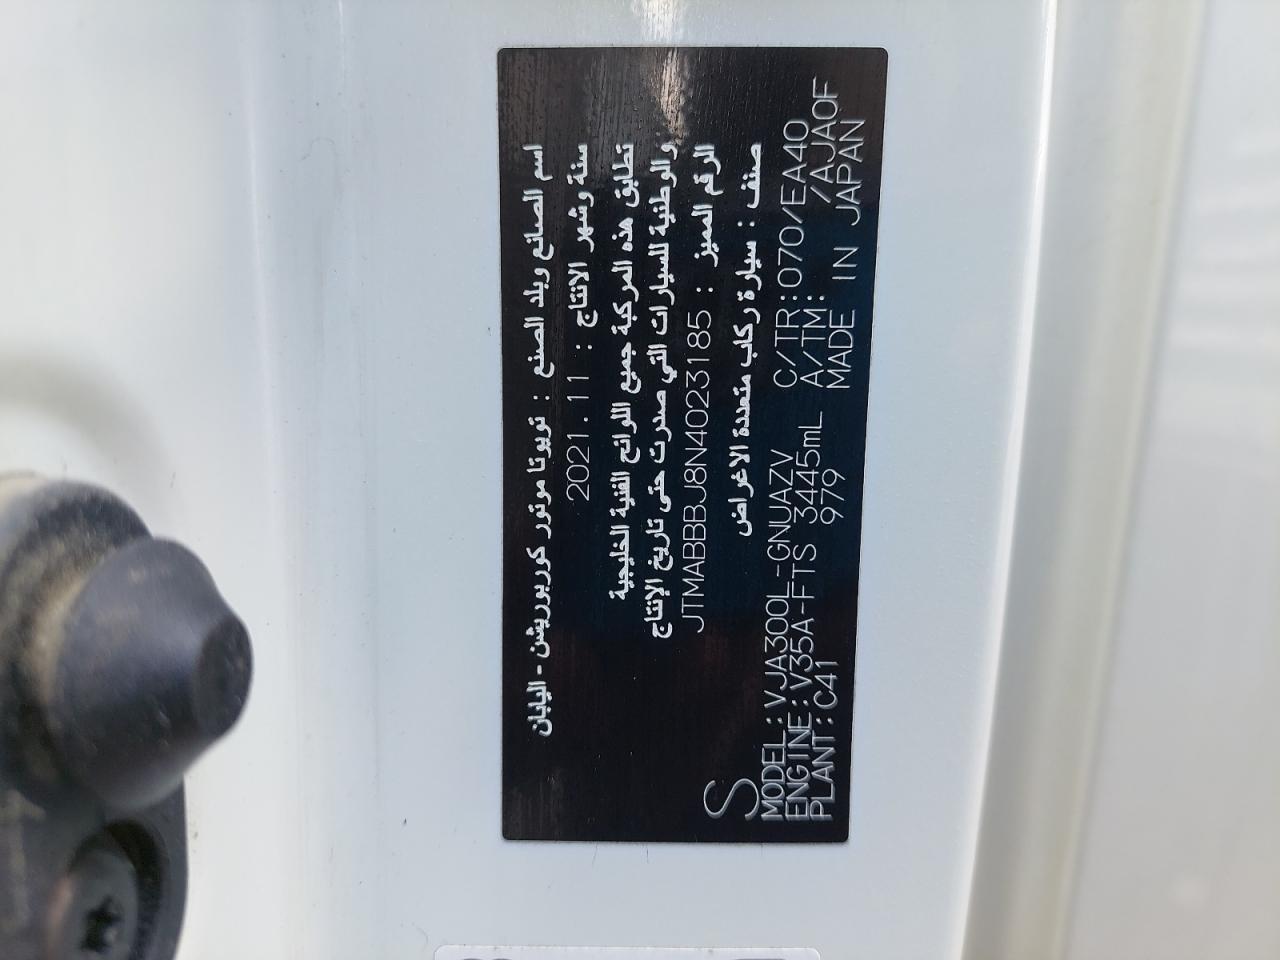 اسم الصانع وبلد الصنع : تويوتا موتور كوربوريشن - اليابان
سنة وشهر الانتاج : 2021.11
تطابق هذه المركبة جميع اللوائح الفنية الخليجية
والوطنية للسيارات التي صدرت حتى تاريخ الإنتاج
الرقم المميز : JTMABBBJ8N4023185
صنف : سيارة ركاب متعددة الاغراض
S
MODEL:VJA300L-GNUAZV C/TR:070/EA40
ENGINE:V35A-FTS 3445mL A/TM: /AJA0F
PLANT:C41 979 MADE IN JAPAN